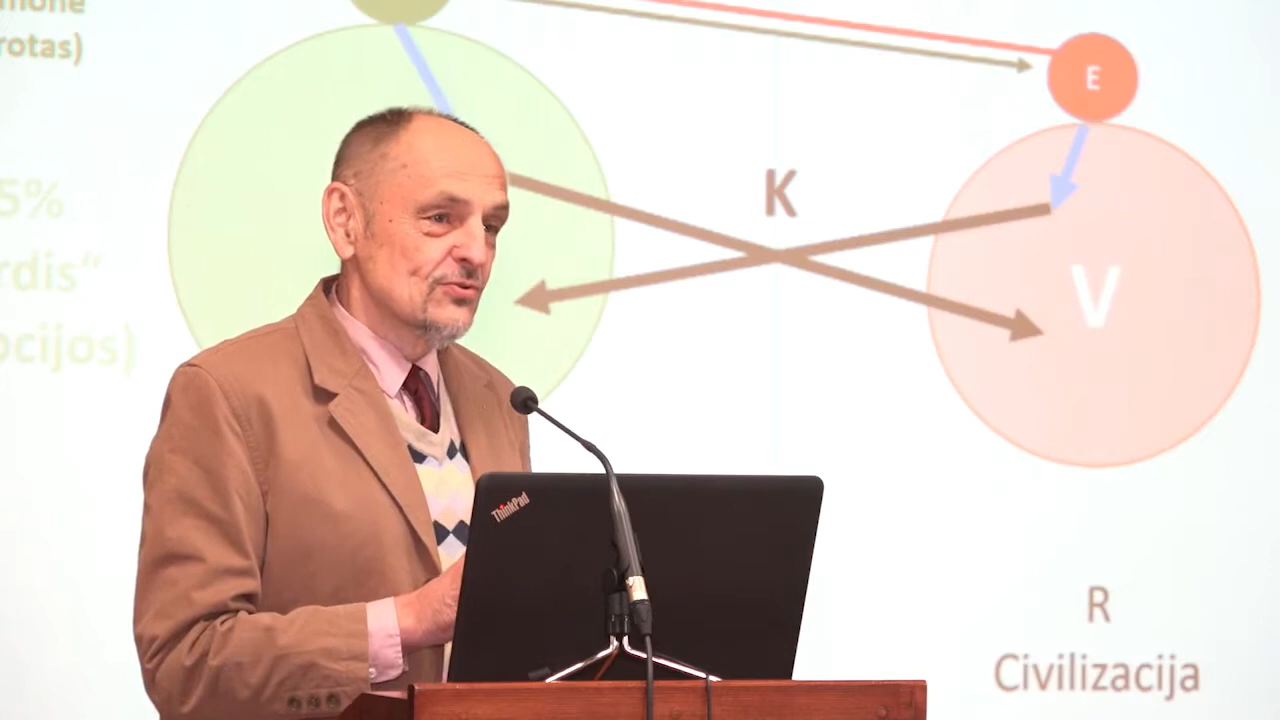 rotas)
E
K
5%
V
rdis“
ocijos)
ThinkPad
R
Civilizacija